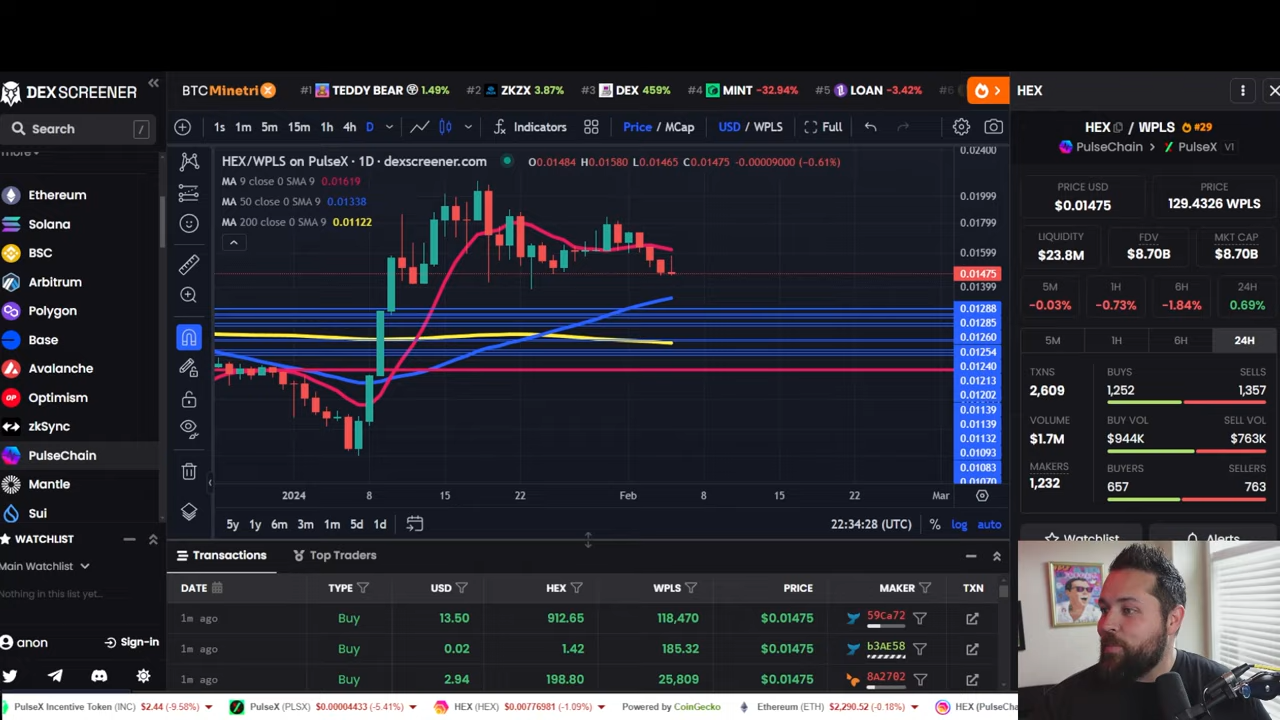 DEX SCREENER
Search
/
Ethereum
Solana
BSC
Arbitrum
Polygon
Base
Avalanche
Optimism
zkSync
PulseChain
Mantle
Sui
WATCHLIST
Main Watchlist
Nothing in this list yet...
anon
Sign-in
BTCMinetrix
#1 TEDDY BEAR 1.49%
#2 ZKZX 3.87%
#3 DEX 459%
#4 MINT -32.94%
#5 LOAN -3.42%
#6
1s 1m 5m 15m 1h 4h D
Indicators
Price / MCap
USD / WPLS
Full
HEX/WPLS on PulseX · 1D · dexscreener.com
O0.01484 H0.01580 L0.01465 C0.01475 -0.00009000 (-0.61%)
MA 9 close 0 SMA 9 0.01619
MA 50 close 0 SMA 9 0.01338
MA 200 close 0 SMA 9 0.01122
0.02400
0.01999
0.01799
0.01599
0.01475
0.01399
0.01288
0.01285
0.01260
0.01254
0.01240
0.01213
0.01202
0.01139
0.01139
0.01132
0.01093
0.01083
0.01070
2024 8 15 22 Feb 8 15 22 Mar
5y 1y 6m 3m 1m 5d 1d
22:34:28 (UTC) % log auto
Transactions Top Traders
DATE TYPE USD HEX WPLS PRICE MAKER TXN
1m ago Buy 13.50 912.65 118,470 $0.01475 59Ca72
1m ago Buy 0.02 1.42 185.32 $0.01475 b3AE58
1m ago Buy 2.94 198.80 25,809 $0.01475 8A2702
HEX
HEX / WPLS #29
PulseChain > PulseX V1
PRICE USD
$0.01475
PRICE
129.4326 WPLS
LIQUIDITY
$23.8M
FDV
$8.70B
MKT CAP
$8.70B
5M
-0.03%
1H
-0.73%
6H
-1.84%
24H
0.69%
5M 1H 6H 24H
TXNS
2,609
BUYS
1,252
SELLS
1,357
VOLUME
$1.7M
BUY VOL
$944K
SELL VOL
$763K
MAKERS
1,232
BUYERS
657
SELLERS
763
Watchlist
Alerts
PulseX Incentive Token (INC) $2.44 (-9.58%)
PulseX (PLSX) $0.00004433 (-5.41%)
HEX (HEX) $0.00776981 (-1.09%)
Powered by CoinGecko
Ethereum (ETH) $2,290.52 (-0.18%)
HEX (PulseChain